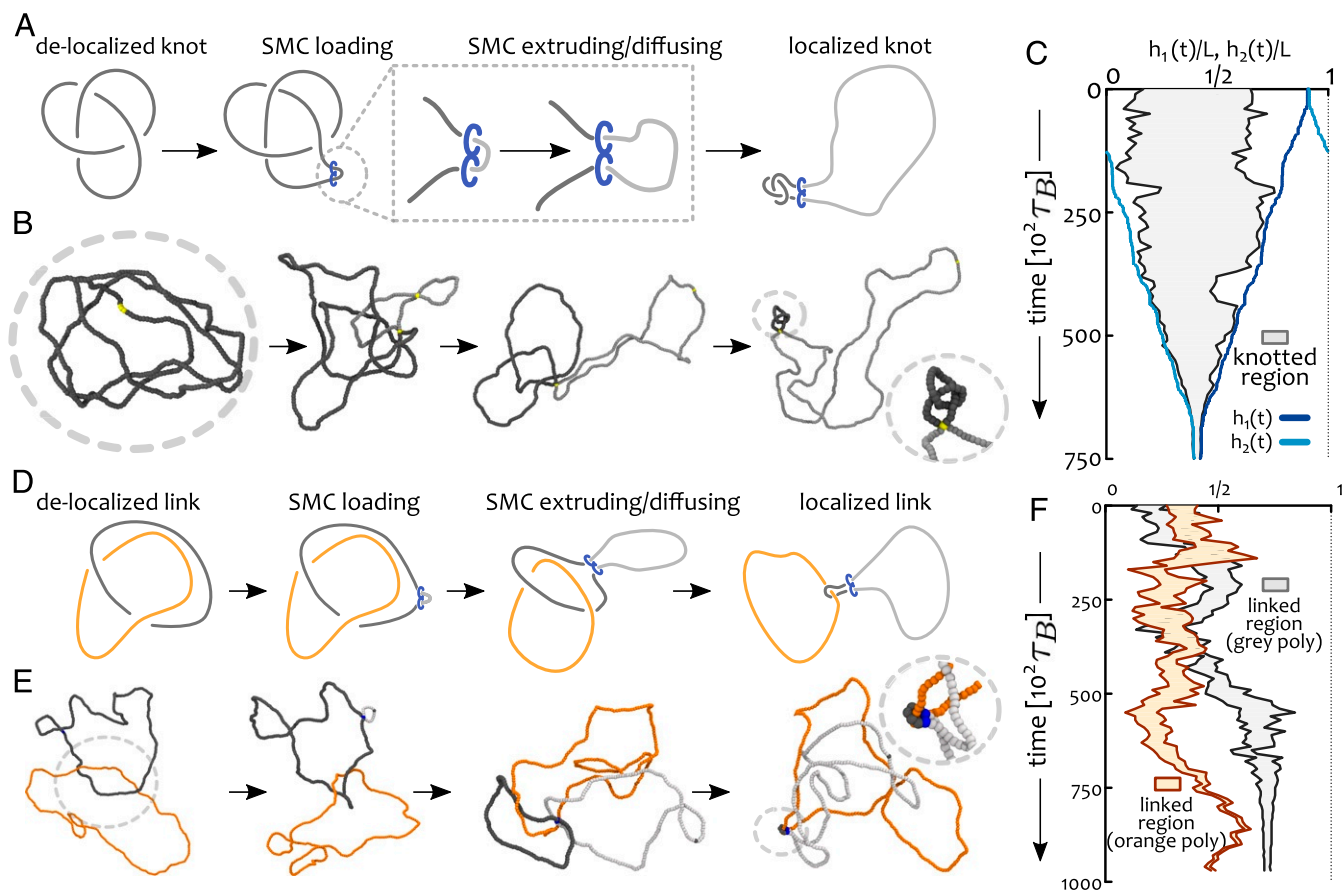 A
de-localized knot
SMC loading
SMC extruding/diffusing
localized knot
B
C
h₁(t)/L, h₂(t)/L
0
1/2
1
0
250
500
750
time [10² τ_B]
knotted
region
h₁(t)
h₂(t)
D
de-localized link
SMC loading
SMC extruding/diffusing
localized link
E
F
0
1/2
1
0
250
500
750
1000
time [10² τ_B]
linked
region
(grey poly)
linked
region
(orange poly)